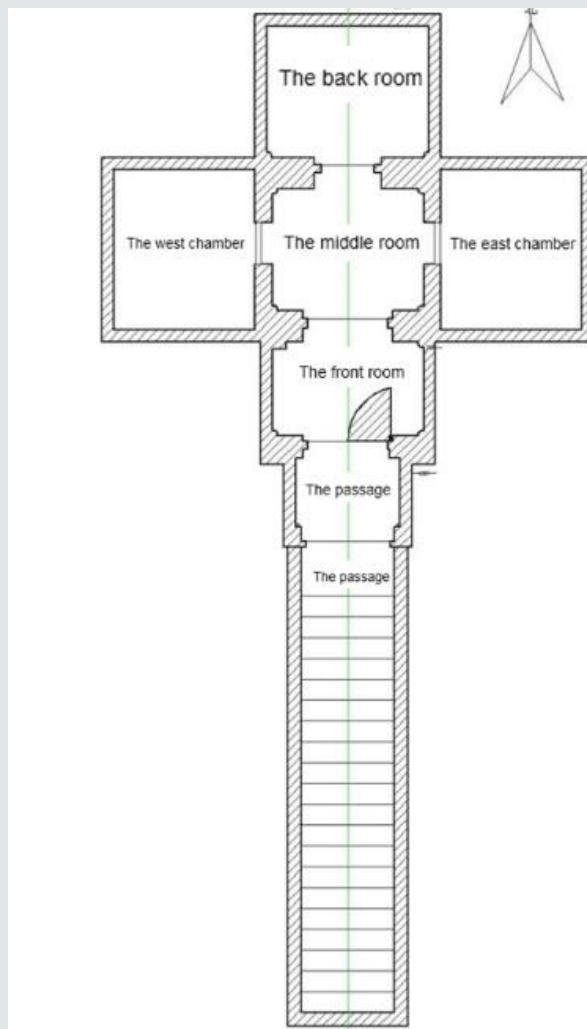 The back room
The west chamber
The middle room
The east chamber
The front room
The passage
The passage